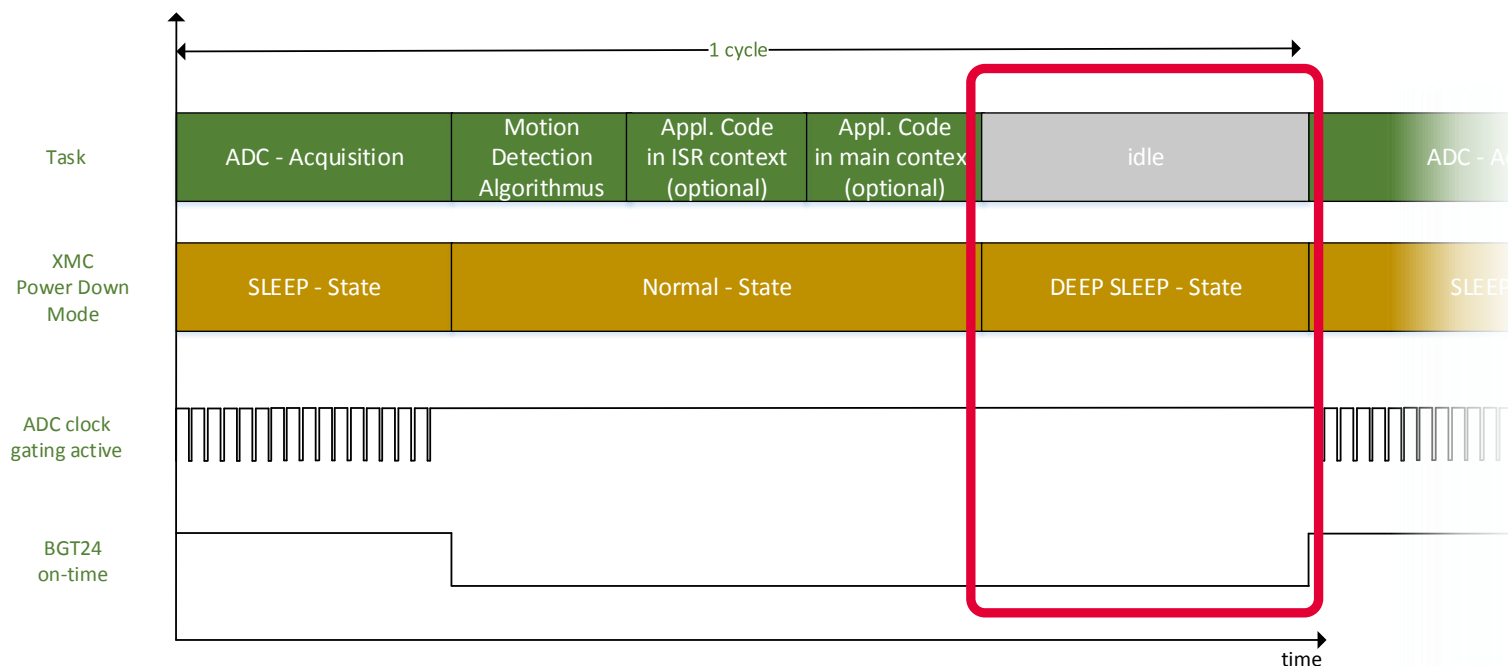 1 cycle
Task
ADC - Acquisition
Motion
Detection
Algorithmus
Appl. Code
in ISR context
(optional)
Appl. Code
in main contex
(optional)
idle
ADC - A
XMC
Power Down
Mode
SLEEP - State
Normal - State
DEEP SLEEP - State
SLEEP
ADC clock
gating active
BGT24
on-time
time